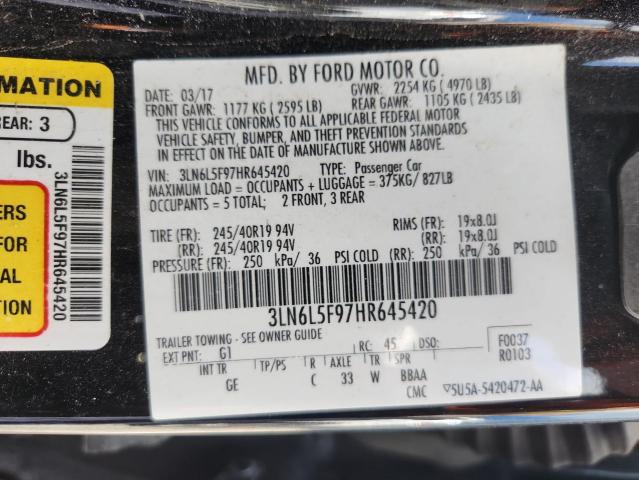 RMATION
REAR: 3
lbs.
ERS
FOR
AL
TION
3LN6L5F97HR645420
MFD. BY FORD MOTOR CO.
DATE: 03/17 GVWR: 2254 KG ( 4970 LB)
FRONT GAWR: 1177 KG ( 2595 LB) REAR GAWR: 1105 KG ( 2435 LB)
THIS VEHICLE CONFORMS TO ALL APPLICABLE FEDERAL MOTOR
VEHICLE SAFETY, BUMPER, AND THEFT PREVENTION STANDARDS
IN EFFECT ON THE DATE OF MANUFACTURE SHOWN ABOVE.
VIN: 3LN6L5F97HR645420 TYPE: Passenger Car
MAXIMUM LOAD = OCCUPANTS + LUGGAGE = 375KG/ 827LB
OCCUPANTS = 5 TOTAL; 2 FRONT, 3 REAR
TIRE (FR): 245/40R19 94V RIMS (FR): 19x8.0J
(RR): 245/40R19 94V (RR): 19x8.0J
PRESSURE (FR): 250 kPa/ 36 PSI COLD (RR): 250 kPa/ 36 PSI COLD
3LN6L5F97HR645420
TRAILER TOWING - SEE OWNER GUIDE
EXT PNT: G1 RC: 45 DSO: F0037
R0103
INT TR TP/PS R AXLE TR SPR
GE C 33 W BBAA
CMC ▽5U5A-5420472-AA